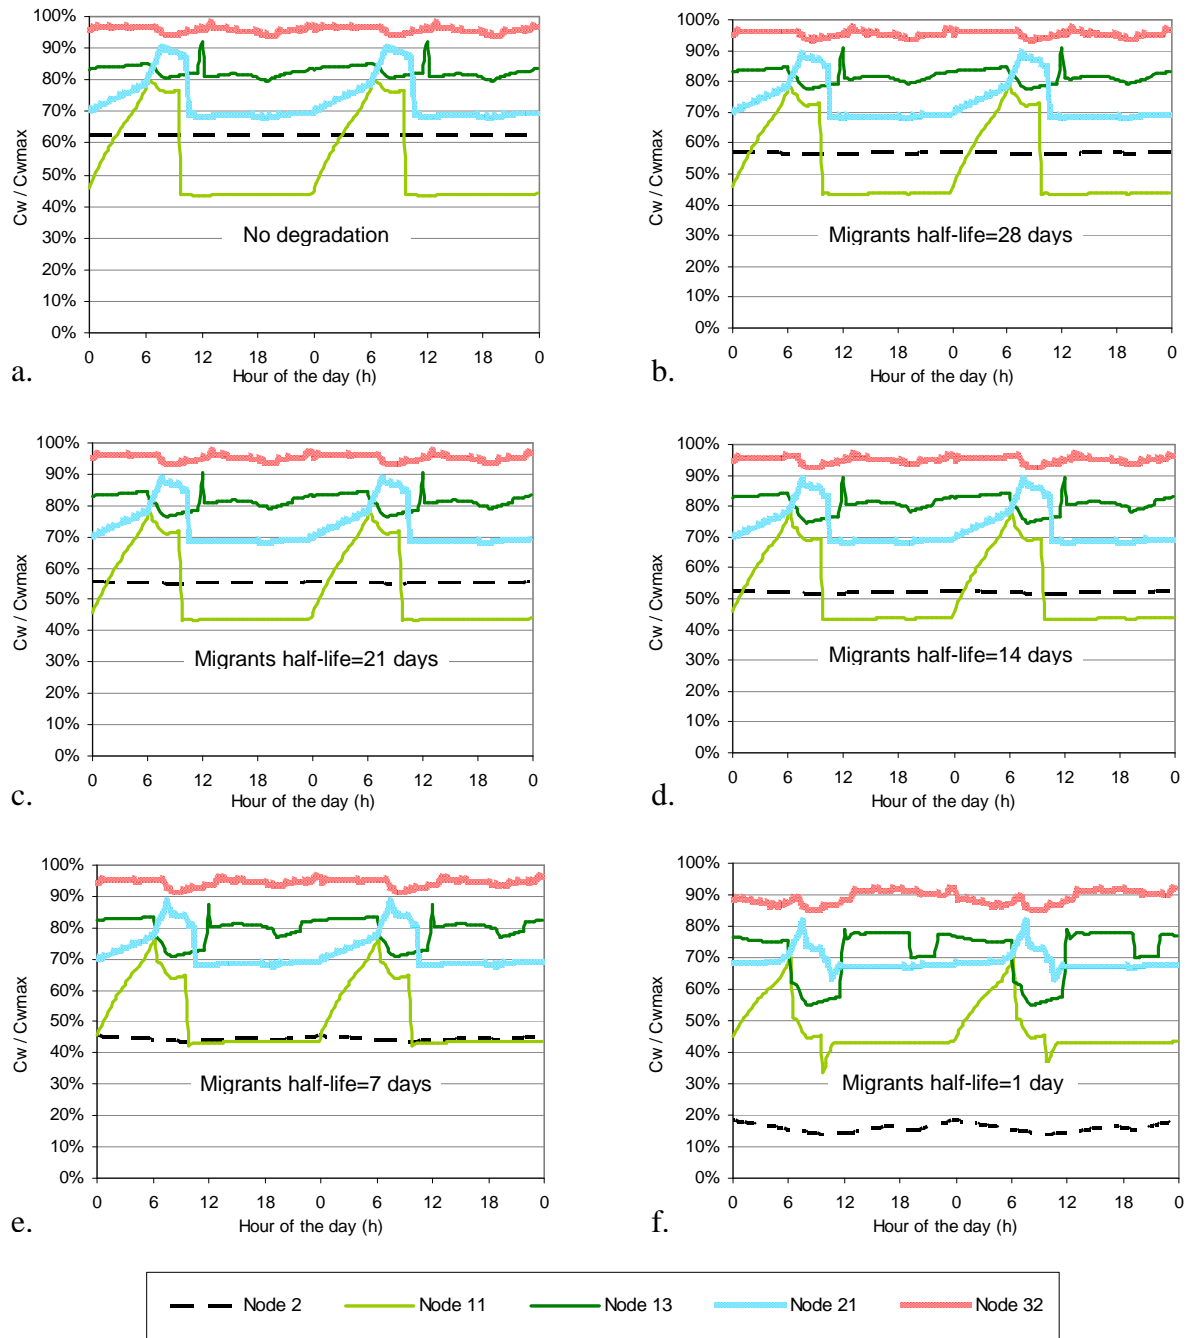 100%
90%
80%
70%
60%
50%
40%
30%
20%
10%
0%
Cw / Cwmax
No degradation
0 6 12 18 0 6 12 18 0
Hour of the day (h)
a.
100%
90%
80%
70%
60%
50%
40%
30%
20%
10%
0%
Cw / Cwmax
Migrants half-life=28 days
0 6 12 18 0 6 12 18 0
Hour of the day (h)
b.
100%
90%
80%
70%
60%
50%
40%
30%
20%
10%
0%
Cw / Cwmax
Migrants half-life=21 days
0 6 12 18 0 6 12 18 0
Hour of the day (h)
c.
100%
90%
80%
70%
60%
50%
40%
30%
20%
10%
0%
Cw / Cwmax
Migrants half-life=14 days
0 6 12 18 0 6 12 18 0
Hour of the day (h)
d.
100%
90%
80%
70%
60%
50%
40%
30%
20%
10%
0%
Cw / Cwmax
Migrants half-life=7 days
0 6 12 18 0 6 12 18 0
Hour of the day (h)
e.
100%
90%
80%
70%
60%
50%
40%
30%
20%
10%
0%
Cw / Cwmax
Migrants half-life=1 day
0 6 12 18 0 6 12 18 0
Hour of the day (h)
f.
Node 2 Node 11 Node 13 Node 21 Node 32